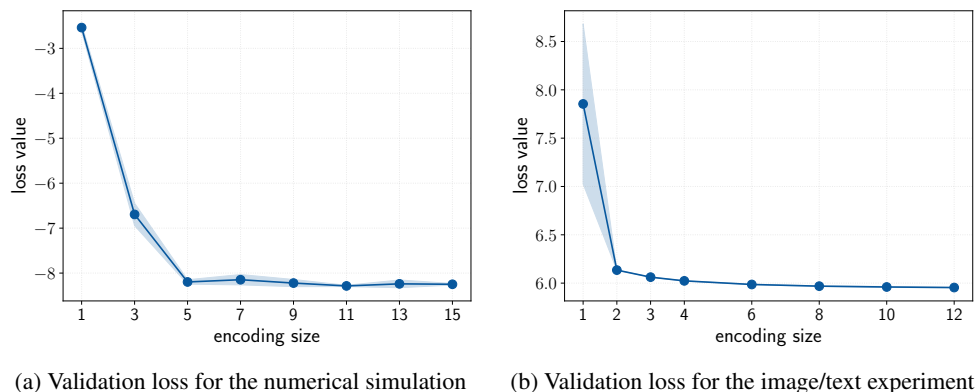 −3
−4
−5
−6
−7
−8
loss value
1 3 5 7 9 11 13 15
encoding size
(a) Validation loss for the numerical simulation
8.5
8.0
7.5
7.0
6.5
6.0
loss value
1 2 3 4 6 8 10 12
encoding size
(b) Validation loss for the image/text experiment